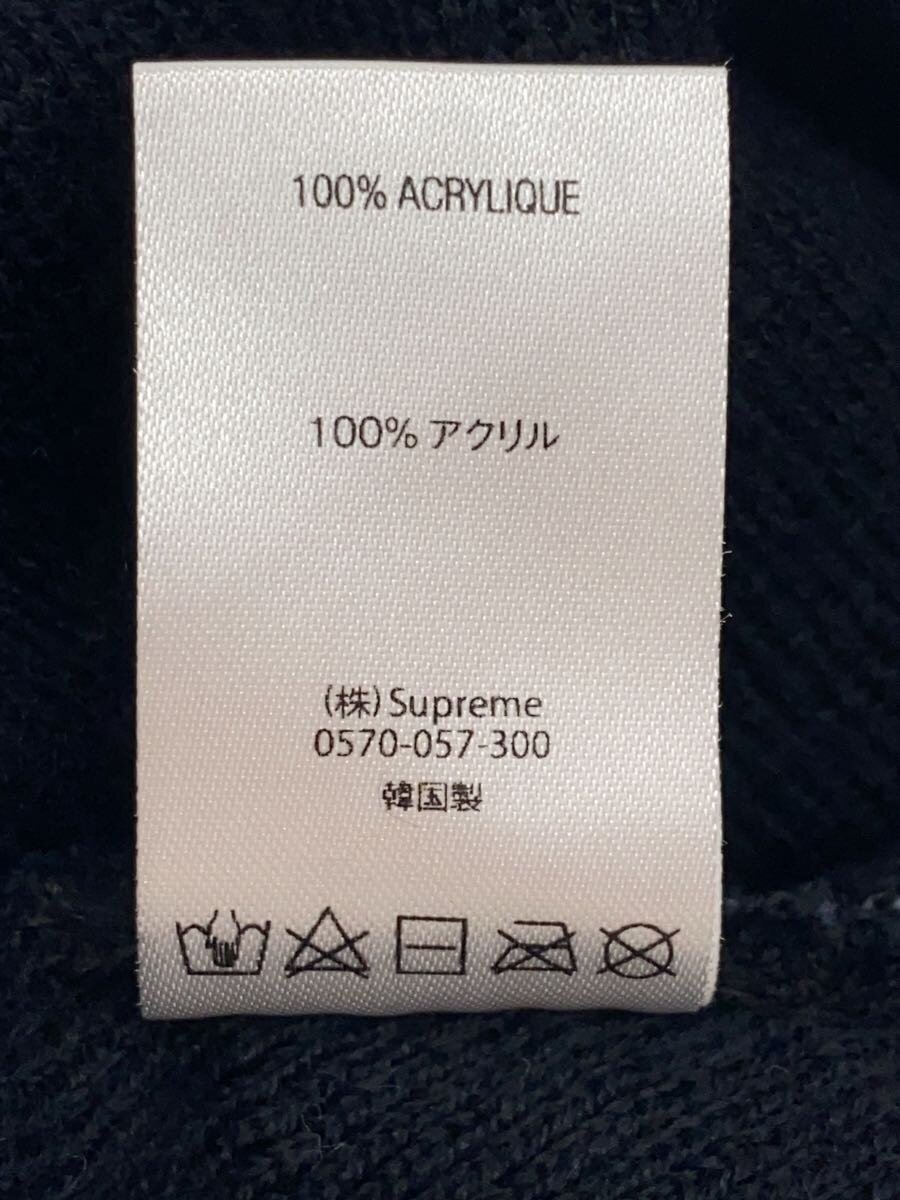 100% ACRYLIQUE
100% アクリル
(株) Supreme
0570-057-300
韓国製